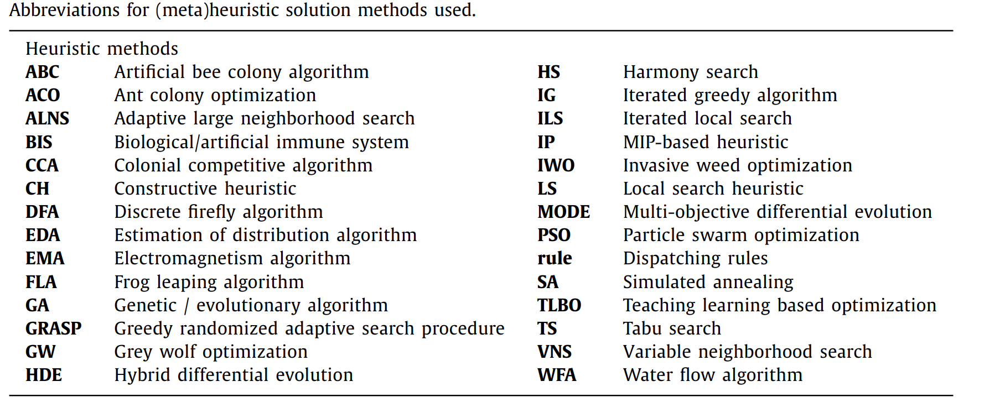 Abbreviations for (meta)heuristic solution methods used.
Heuristic methods
ABC Artificial bee colony algorithm HS Harmony search
ACO Ant colony optimization IG Iterated greedy algorithm
ALNS Adaptive large neighborhood search ILS Iterated local search
BIS Biological/artificial immune system IP MIP-based heuristic
CCA Colonial competitive algorithm IWO Invasive weed optimization
CH Constructive heuristic LS Local search heuristic
DFA Discrete firefly algorithm MODE Multi-objective differential evolution
EDA Estimation of distribution algorithm PSO Particle swarm optimization
EMA Electromagnetism algorithm rule Dispatching rules
FLA Frog leaping algorithm SA Simulated annealing
GA Genetic / evolutionary algorithm TLBO Teaching learning based optimization
GRASP Greedy randomized adaptive search procedure TS Tabu search
GW Grey wolf optimization VNS Variable neighborhood search
HDE Hybrid differential evolution WFA Water flow algorithm